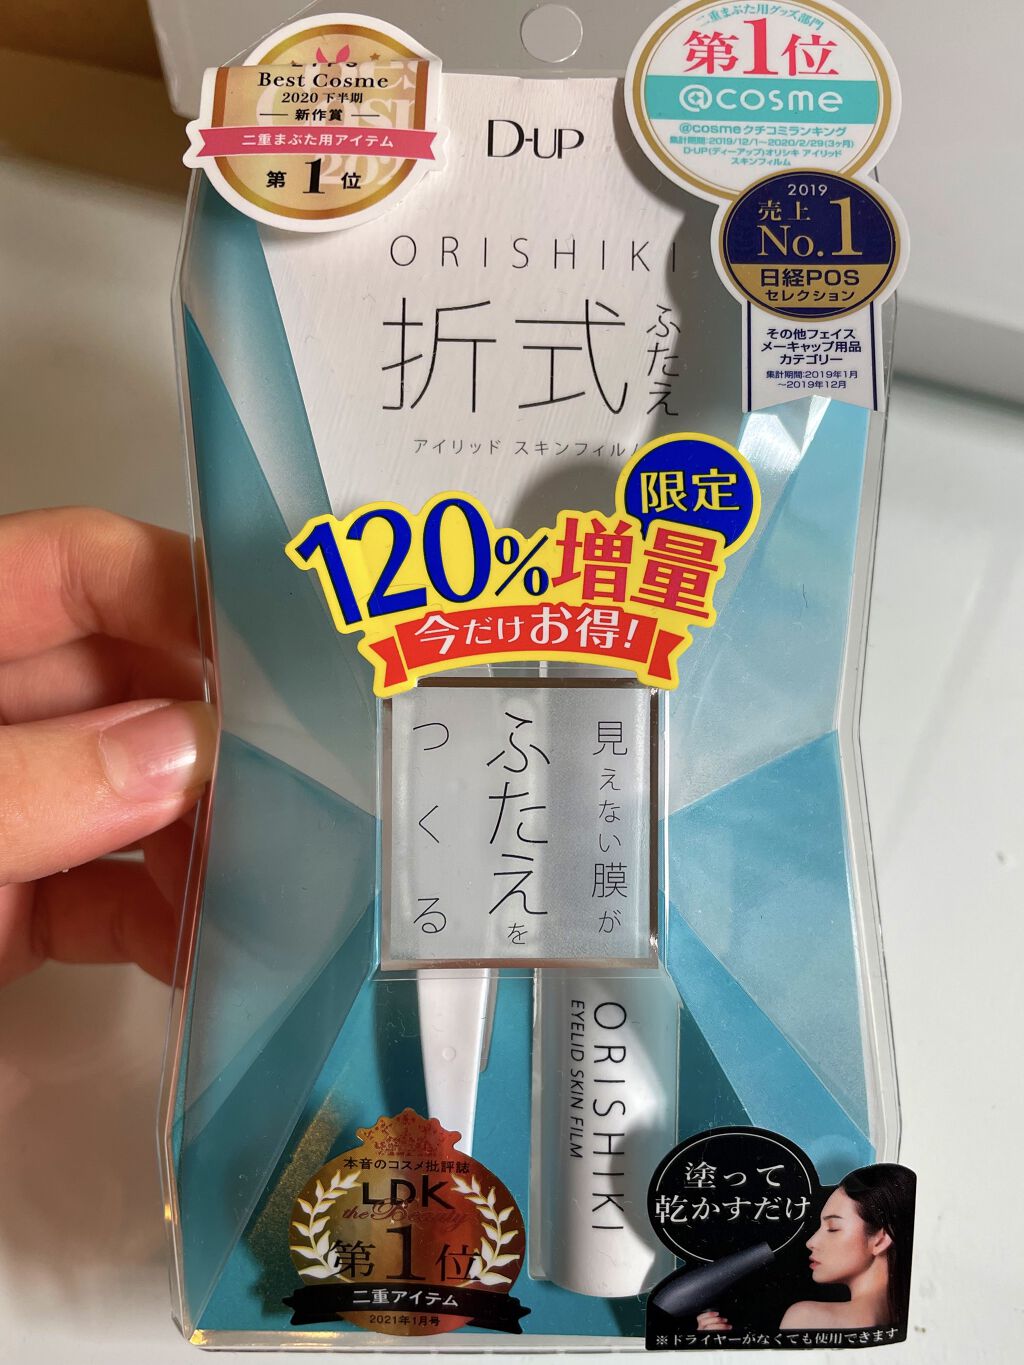 LIPS
Best Cosme
2020 下半期
新作賞
二重まぶた用アイテム
第1位
二重まぶた用グッズ部門
第1位
@cosme
@cosmeクチコミランキング
集計期間:2019/12/1〜2020/2/29(3ヶ月)
D-UP(ディーアップ)オリシキ アイリッド
スキンフィルム
2019
売上
No.1
日経POS
セレクション
その他フェイス
メーキャップ用品
カテゴリー
集計期間:2019年1月
〜2019年12月
D-UP
ORISHIKI
折式
ふたえ
アイリッド スキンフィルム
限定
120%増量
今だけお得!
見えない膜が
ふたえを
つくる
ORISHIKI
EYELID SKIN FILM
本音のコスメ批評誌
LDK
the Beauty
第1位
二重アイテム
2021年1月号
塗って
乾かすだけ
※ドライヤーがなくても使用できます